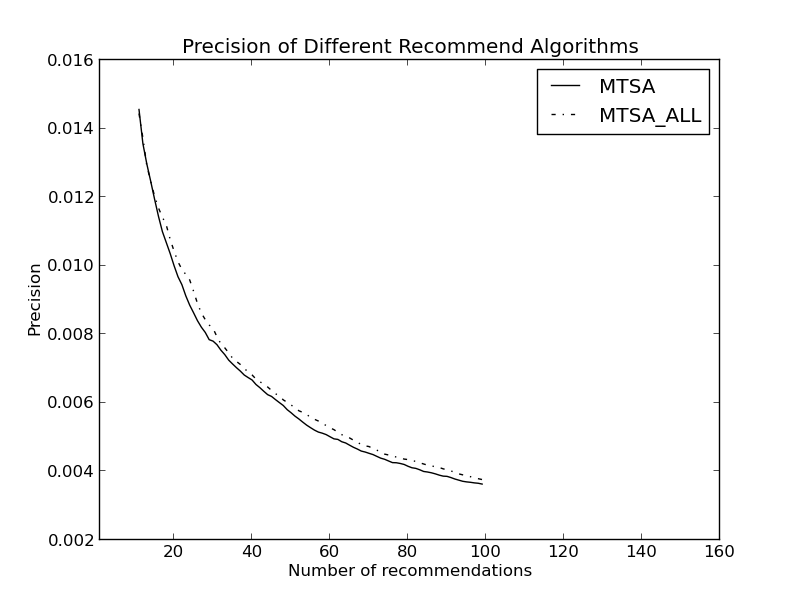 Precision of Different Recommend Algorithms
0.016
0.014
0.012
0.010
0.008
0.006
0.004
0.002
Precision
MTSA
MTSA_ALL
20 40 60 80 100 120 140 160
Number of recommendations